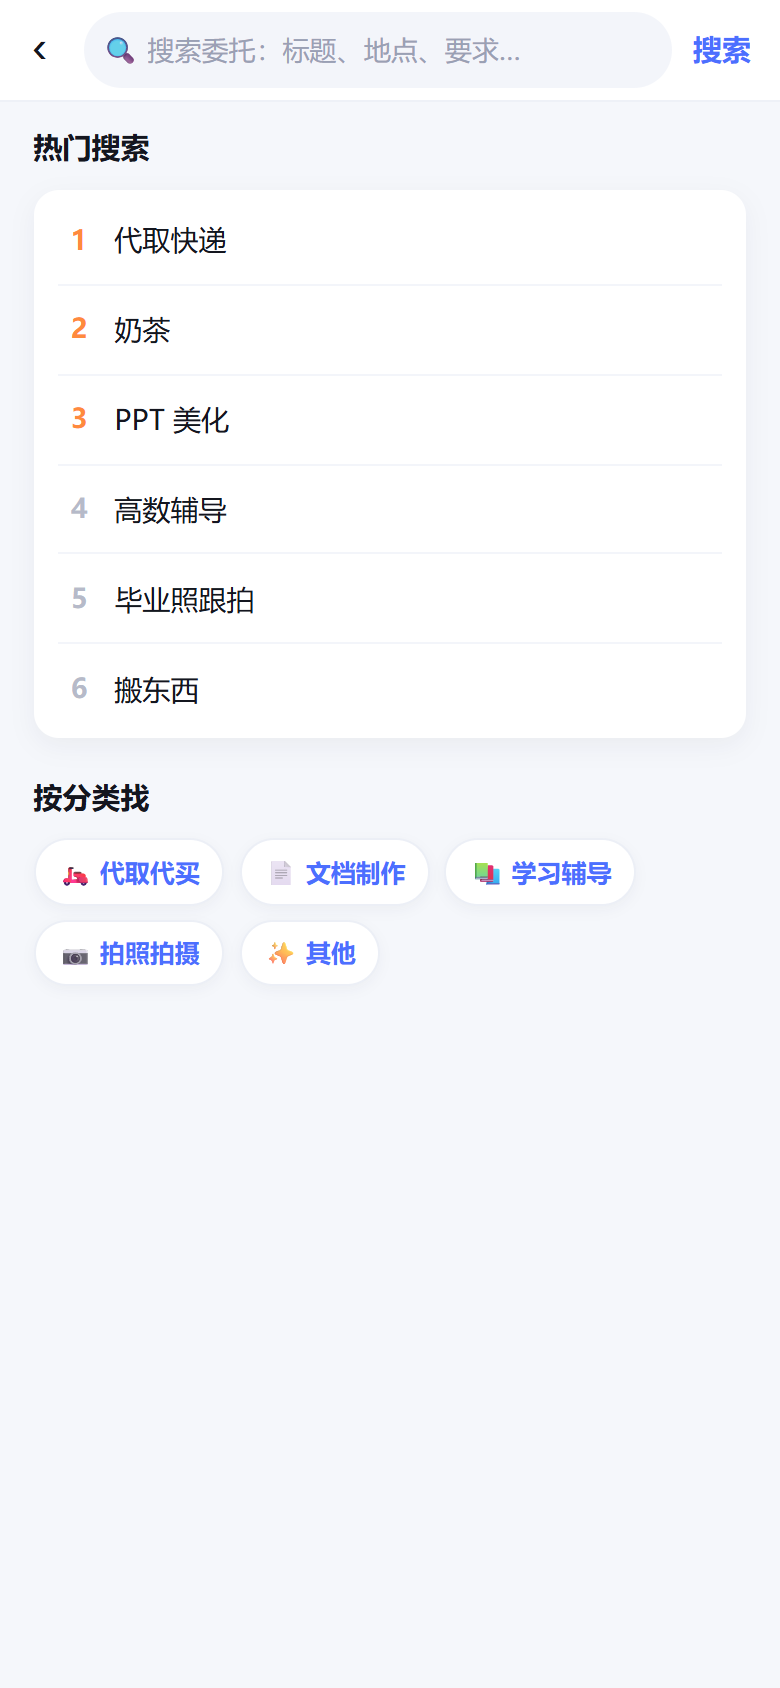 搜索委托：标题、地点、要求...
搜索
热门搜索
1 代取快递
2 奶茶
3 PPT 美化
4 高数辅导
5 毕业照跟拍
6 搬东西
按分类找
代取代买 文档制作 学习辅导
拍照拍摄 其他